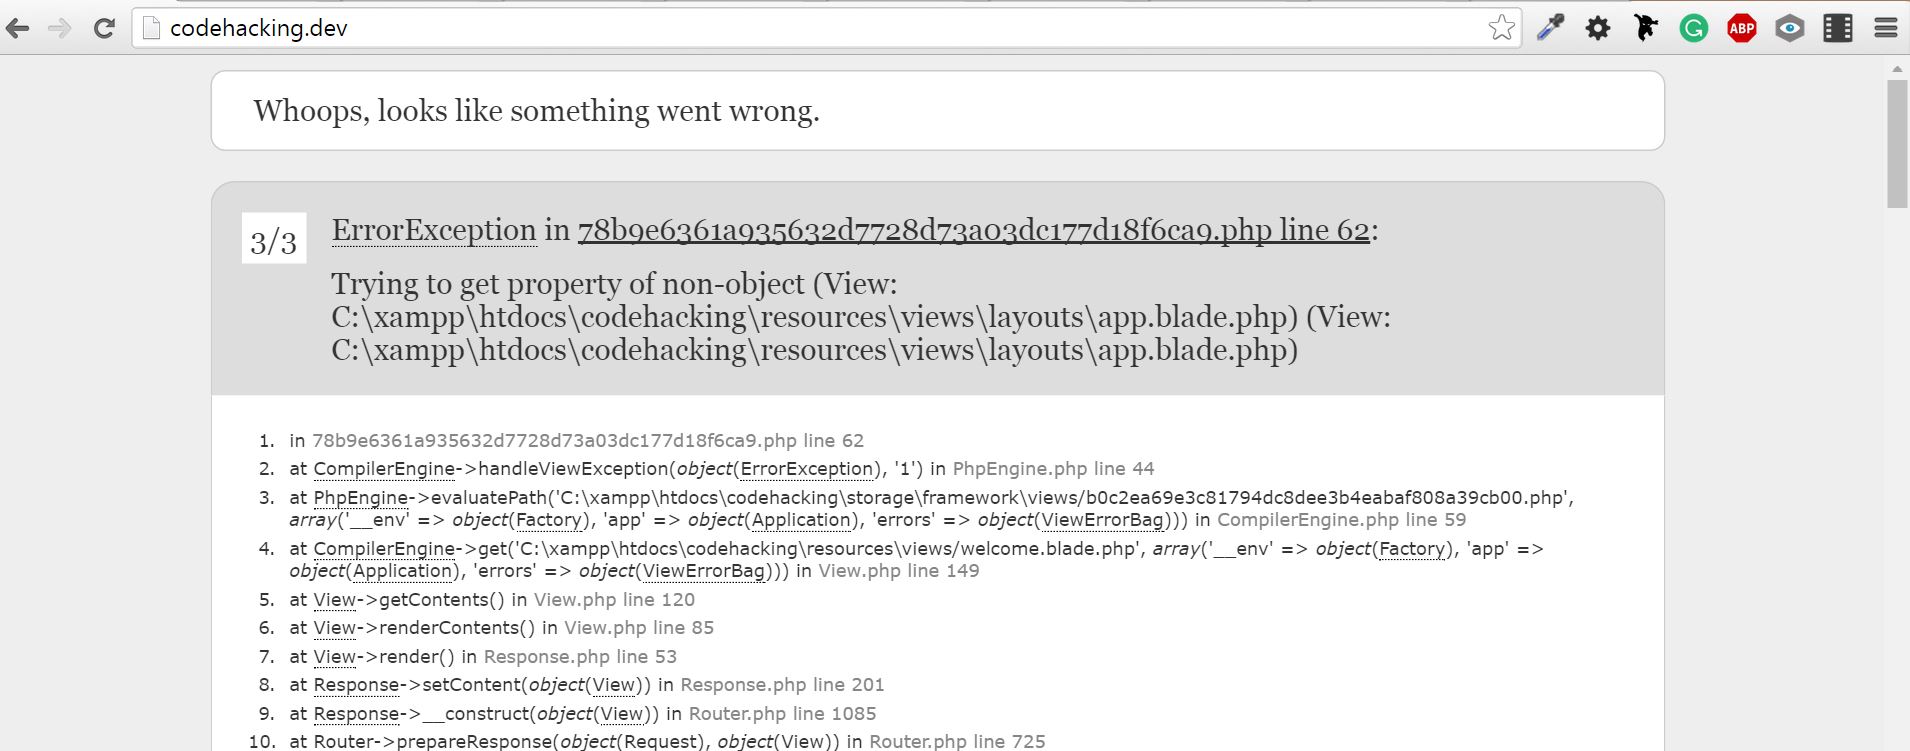 codehacking.dev
ABP
Whoops, looks like something went wrong.
3/3
ErrorException in 78b9e6361a935632d7728d73a03dc177d18f6ca9.php line 62:
Trying to get property of non-object (View:
C:\xampp\htdocs\codehacking\resources\views\layouts\app.blade.php) (View:
C:\xampp\htdocs\codehacking\resources\views\layouts\app.blade.php)
1. in 78b9e6361a935632d7728d73a03dc177d18f6ca9.php line 62
2. at CompilerEngine->handleViewException(object(ErrorException), '1') in PhpEngine.php line 44
3. at PhpEngine->evaluatePath('C:\xampp\htdocs\codehacking\storage\framework\views/b0c2ea69e3c81794dc8dee3b4eabaf808a39cb00.php',
array('__env' => object(Factory), 'app' => object(Application), 'errors' => object(ViewErrorBag))) in CompilerEngine.php line 59
4. at CompilerEngine->get('C:\xampp\htdocs\codehacking\resources\views/welcome.blade.php', array('__env' => object(Factory), 'app' =>
object(Application), 'errors' => object(ViewErrorBag))) in View.php line 149
5. at View->getContents() in View.php line 120
6. at View->renderContents() in View.php line 85
7. at View->render() in Response.php line 53
8. at Response->setContent(object(View)) in Response.php line 201
9. at Response->__construct(object(View)) in Router.php line 1085
10. at Router->prepareResponse(object(Request), object(View)) in Router.php line 725